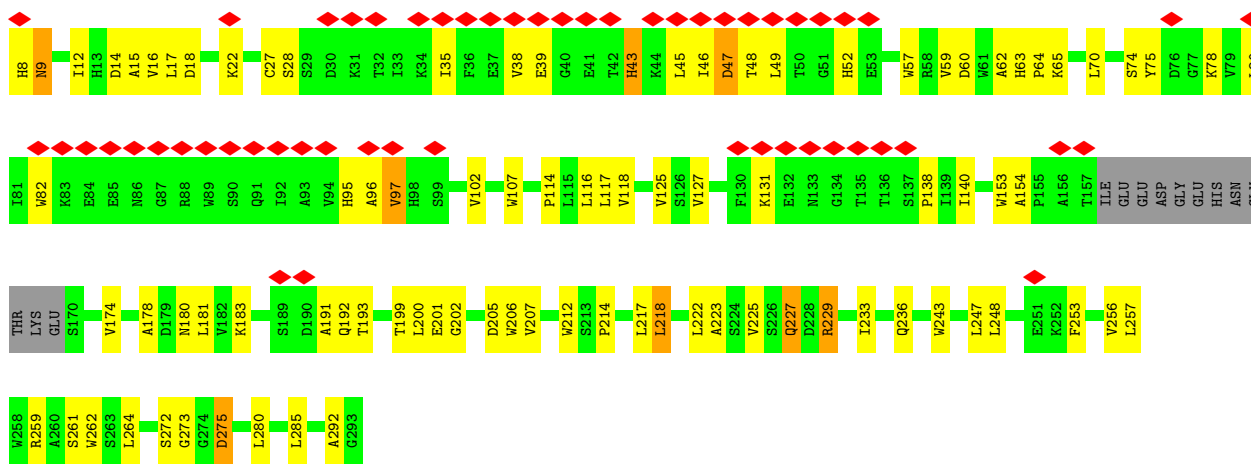 H8 N9 I12 H13 D14 A15 V16 L17 D18 K22 C27 S28 S29 D30 K31 T32 I33 K34 I35 F36 E37 V38 E39 G40 E41 T42 H43 K44 L45 I46 D47 T48 L49 T50 G51 H52 E53 W57 R58 V59 D60 W61 A62 H63 P64 K65 L70 S74 Y75 D76 G77 K78 V79
I81 W82 K83 E84 E85 N86 G87 R88 W89 S90 Q91 I92 A93 V94 H95 A96 V97 H98 S99 V102 W107 P114 L115 L116 L117 V118 V125 S126 V127 F130 K131 E132 N133 G134 T135 T136 S137 P138 I139 I140 W153 A154 P155 A156 T157 ILE GLU GLU ASP GLY GLU HIS ASN
THR LYS GLU S170 V174 A178 D179 N180 L181 V182 K183 S189 D190 A191 Q192 T193 T199 L200 E201 G202 D205 W206 V207 W212 S213 P214 L217 L218 L222 A223 S224 V225 S226 Q227 D228 R229 I233 Q236 W243 L247 L248 E251 K252 F253 V256 L257
W258 R259 A260 S261 W262 S263 L264 S272 G273 G274 D275 L280 L285 A292 G293